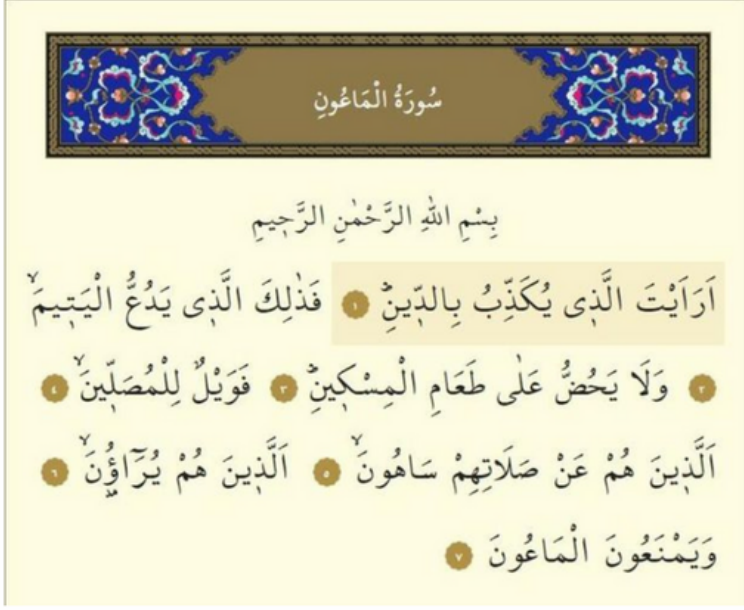 سُورَةُ الْمَاعُونِ
بِسْمِ اللّٰهِ الرَّحْمٰنِ الرَّحٖيمِ
اَرَاَيْتَ الَّذٖى يُكَذِّبُ بِالدّٖينِؕ ١ فَذٰلِكَ الَّذٖى يَدُعُّ الْيَتٖيمَۙ
٢ وَلَا يَحُضُّ عَلٰى طَعَامِ الْمِسْكٖينِؕ ٣ فَوَيْلٌ لِلْمُصَلّٖينَۙ ٤
اَلَّذٖينَ هُمْ عَنْ صَلَاتِهِمْ سَاهُونَۙ ٥ اَلَّذٖينَ هُمْ يُرَٓاؤُ۫نَۙ ٦
وَيَمْنَعُونَ الْمَاعُونَ ٧